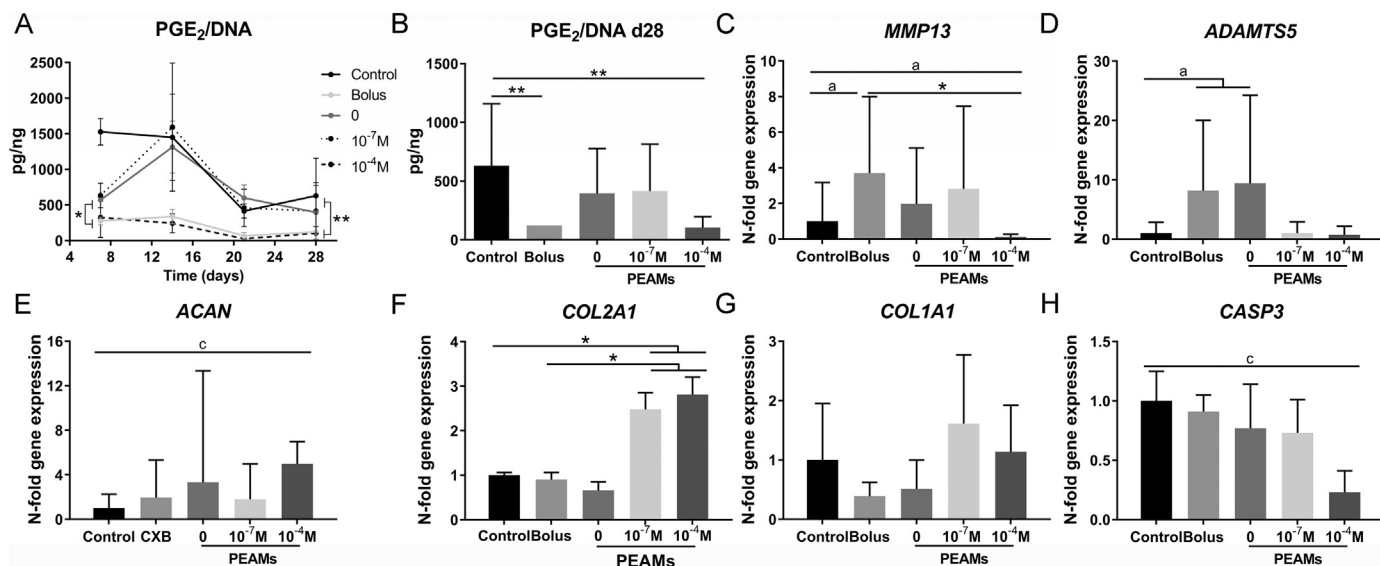 A
PGE₂/DNA
pg/ng
2500
2000
1500
1000
500
0
4
8
12
16
20
24
28
Time (days)
*
**
Control
Bolus
0
10⁻⁷M
10⁻⁴M
B
PGE₂/DNA d28
pg/ng
1500
1000
500
0
**
**
Control Bolus 0 10⁻⁷M 10⁻⁴M
PEAMs
C
MMP13
N-fold gene expression
10
8
6
4
2
0
a
a *
Control Bolus 0 10⁻⁷M 10⁻⁴M
PEAMs
D
ADAMTS5
N-fold gene expression
30
20
10
0
a
Control Bolus 0 10⁻⁷M 10⁻⁴M
PEAMs
E
ACAN
N-fold gene expression
16
12
8
4
0
c
Control CXB 0 10⁻⁷M 10⁻⁴M
PEAMs
F
COL2A1
N-fold gene expression
4
3
2
1
0
*
*
Control Bolus 0 10⁻⁷M 10⁻⁴M
PEAMs
G
COL1A1
N-fold gene expression
3
2
1
0
Control Bolus 0 10⁻⁷M 10⁻⁴M
PEAMs
H
CASP3
N-fold gene expression
1.5
1.0
0.5
0.0
c
Control Bolus 0 10⁻⁷M 10⁻⁴M
PEAMs